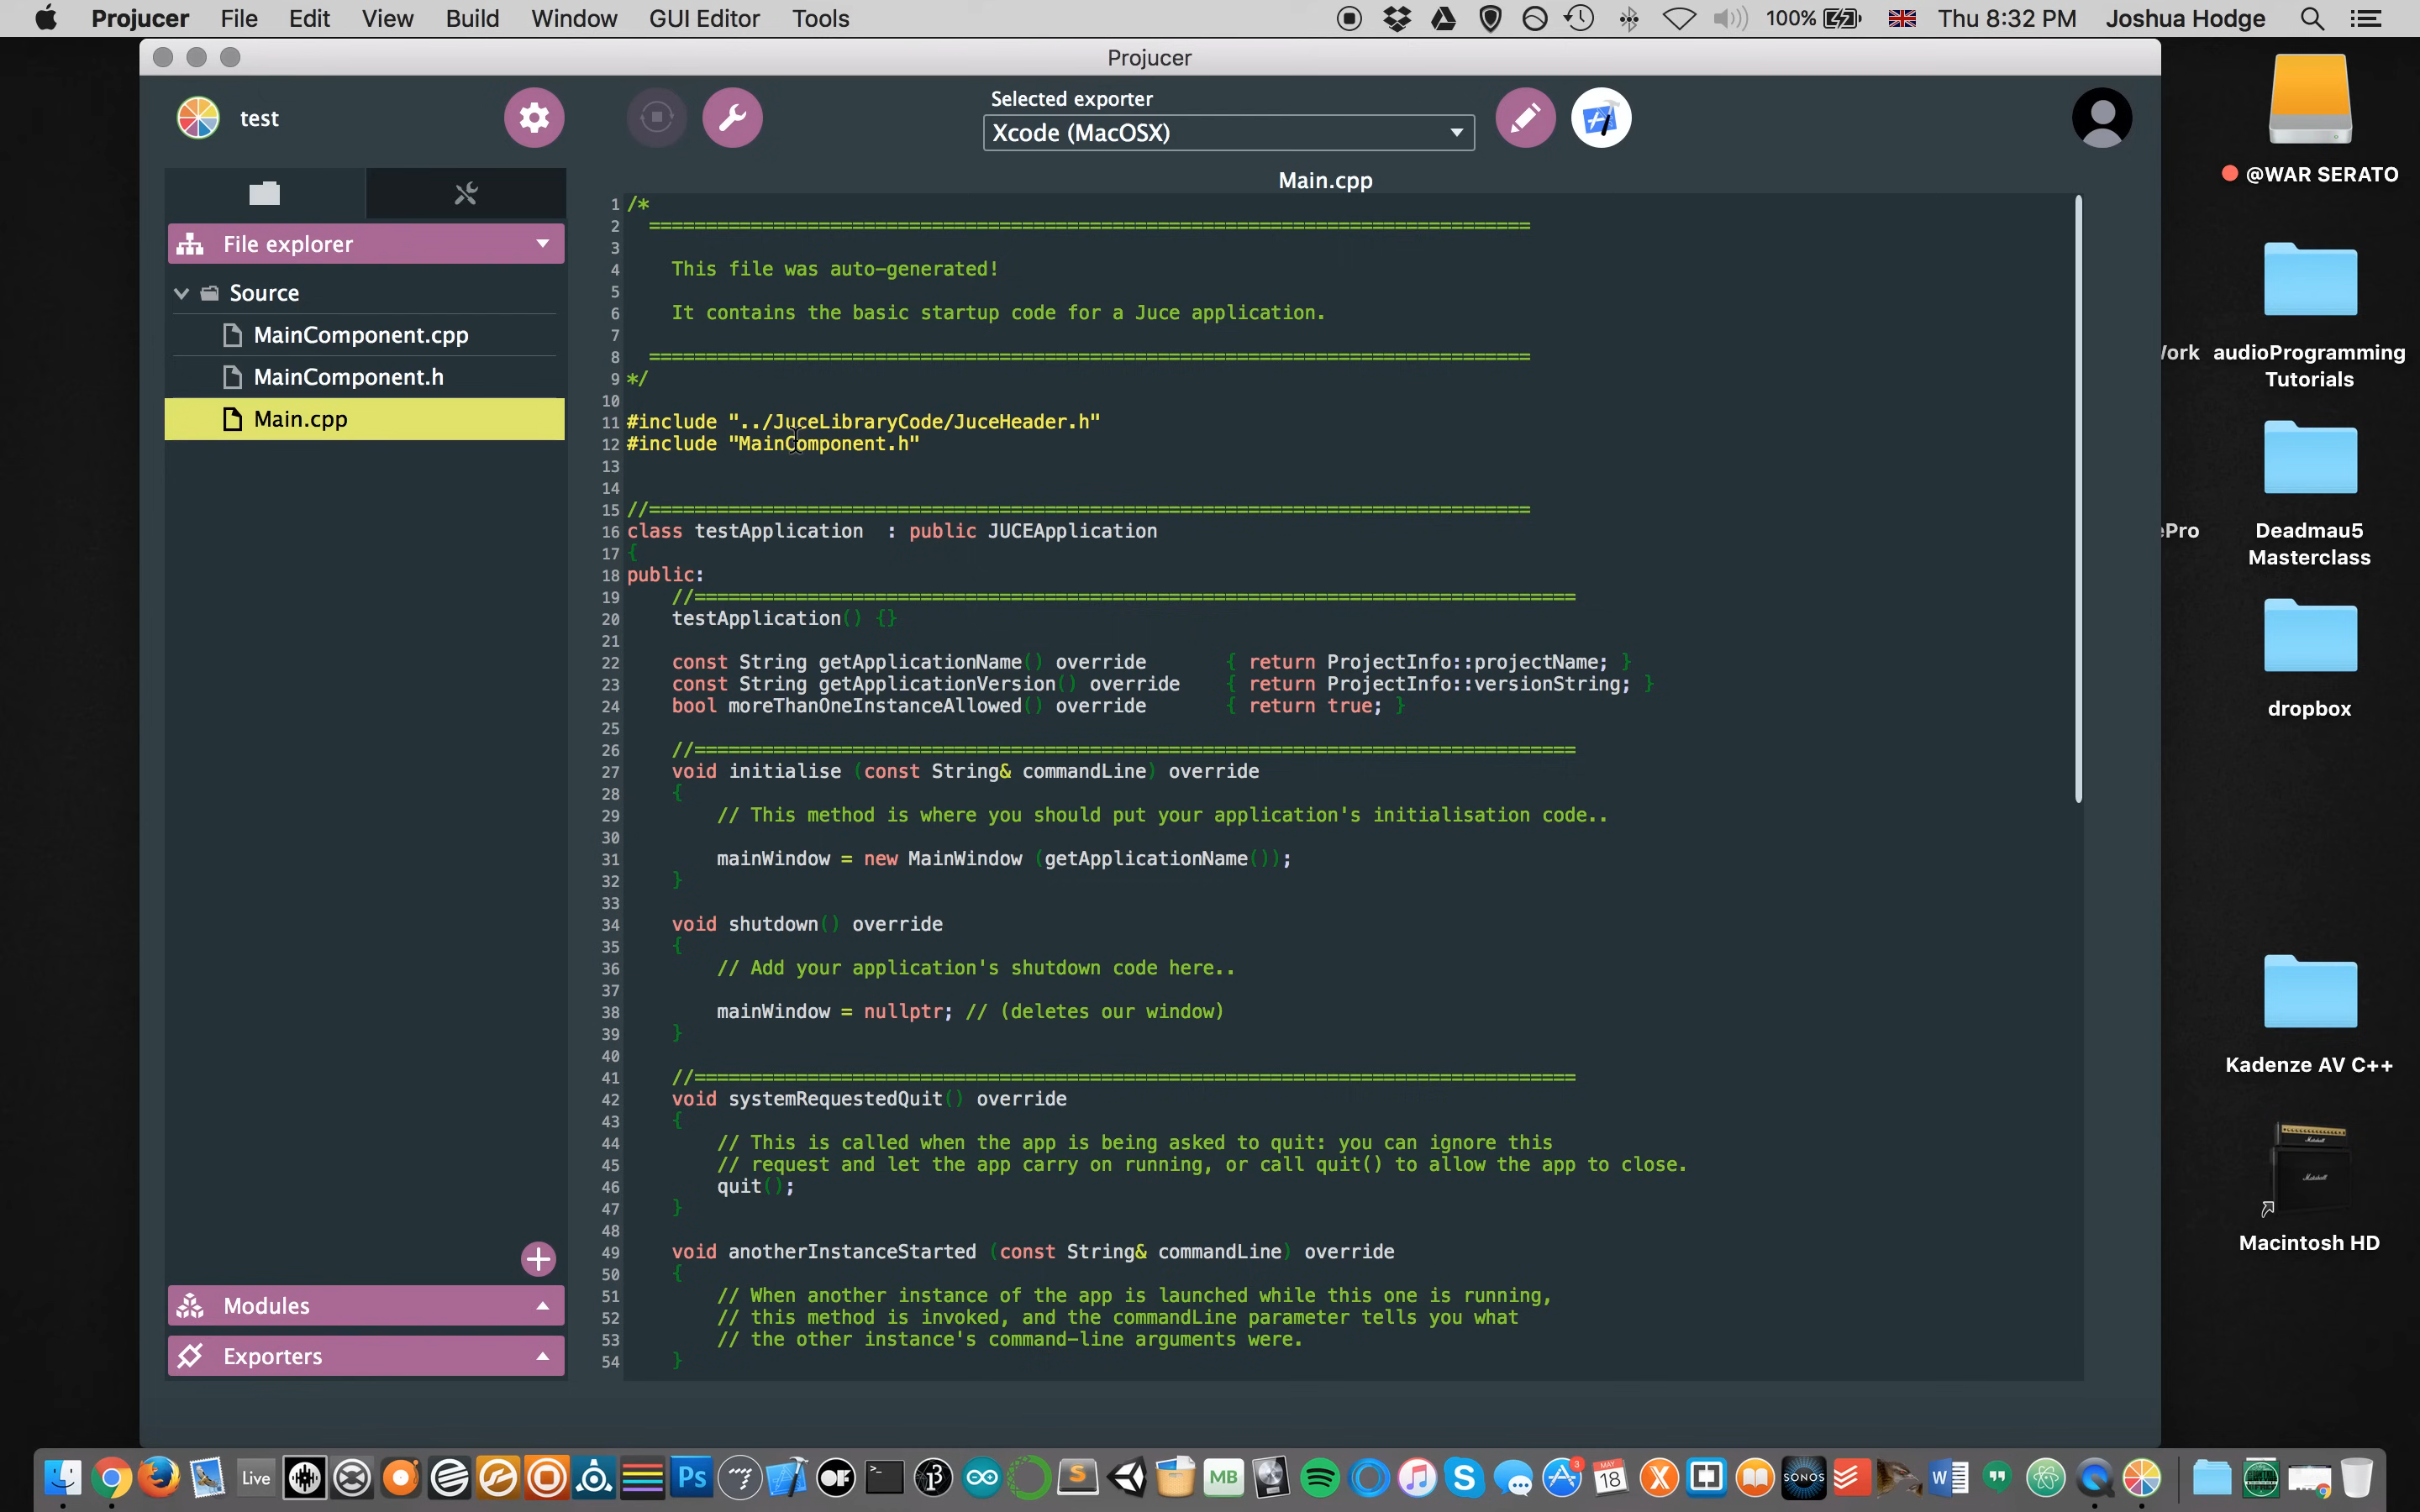 Projucer File Edit View Build Window GUI Editor Tools 100% Thu 8:32 PM Joshua Hodge
Projucer
test
Selected exporter
Xcode (MacOSX)
File explorer
Source
MainComponent.cpp
MainComponent.h
Main.cpp
Modules
Exporters
Main.cpp
1 /*
2 ==============================================================================
3
4 This file was auto-generated!
5
6 It contains the basic startup code for a Juce application.
7
8 ==============================================================================
9 */
10
11 #include "../JuceLibraryCode/JuceHeader.h"
12 #include "MainComponent.h"
13
14
15 //==============================================================================
16 class testApplication  : public JUCEApplication
17 {
18 public:
19     //==============================================================================
20     testApplication() {}
21
22     const String getApplicationName() override       { return ProjectInfo::projectName; }
23     const String getApplicationVersion() override    { return ProjectInfo::versionString; }
24     bool moreThanOneInstanceAllowed() override       { return true; }
25
26     //==============================================================================
27     void initialise (const String& commandLine) override
28     {
29         // This method is where you should put your application's initialisation code..
30
31         mainWindow = new MainWindow (getApplicationName());
32     }
33
34     void shutdown() override
35     {
36         // Add your application's shutdown code here..
37
38         mainWindow = nullptr; // (deletes our window)
39     }
40
41     //==============================================================================
42     void systemRequestedQuit() override
43     {
44         // This is called when the app is being asked to quit: you can ignore this
45         // request and let the app carry on running, or call quit() to allow the app to close.
46         quit();
47     }
48
49     void anotherInstanceStarted (const String& commandLine) override
50     {
51         // When another instance of the app is launched while this one is running,
52         // this method is invoked, and the commandLine parameter tells you what
53         // the other instance's command-line arguments were.
54     }
@WAR SERATO
audioProgramming
Tutorials
ePro
Deadmau5
Masterclass
dropbox
Kadenze AV C++
Marshall
Macintosh HD
Live
Ps
MB
3
MAY
18
SONOS
W